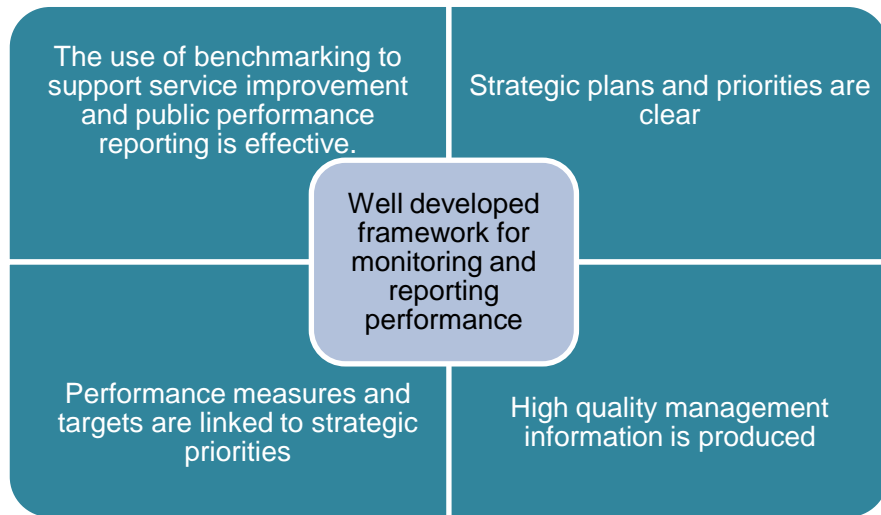 The use of benchmarking to
support service improvement
and public performance
reporting is effective.
Strategic plans and priorities are
clear
Well developed
framework for
monitoring and
reporting
performance
Performance measures and
targets are linked to strategic
priorities
High quality management
information is produced